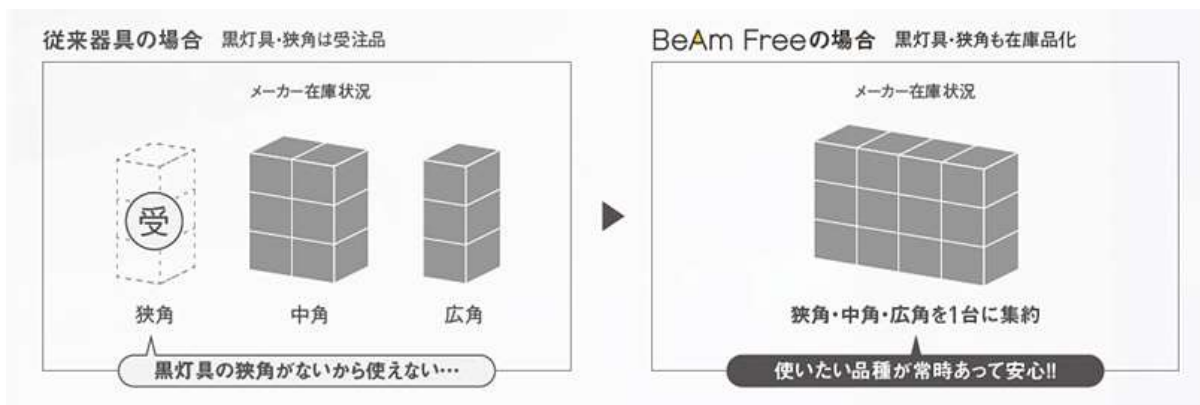 従来器具の場合 黒灯具・狭角は受注品
メーカー在庫状況
受
狭角
中角
広角
黒灯具の狭角がないから使えない…
BeAm Freeの場合 黒灯具・狭角も在庫品化
メーカー在庫状況
狭角・中角・広角を1台に集約
使いたい品種が常時あって安心!!